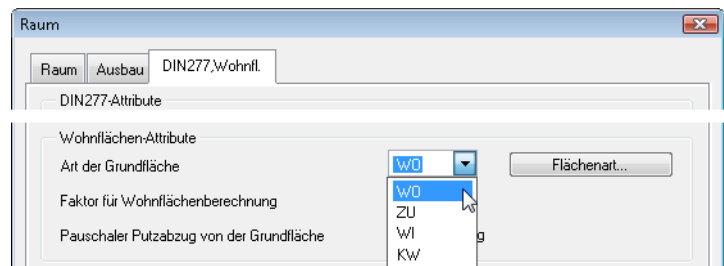 Raum
Raum Ausbau DIN277,Wohnfl.
DIN277-Attribute
Wohnflächen-Attribute
Art der Grundfläche WO Flächenart...
WO
Faktor für Wohnflächenberechnung
ZU
Pauschaler Putzabzug von der Grundfläche WI g
KW